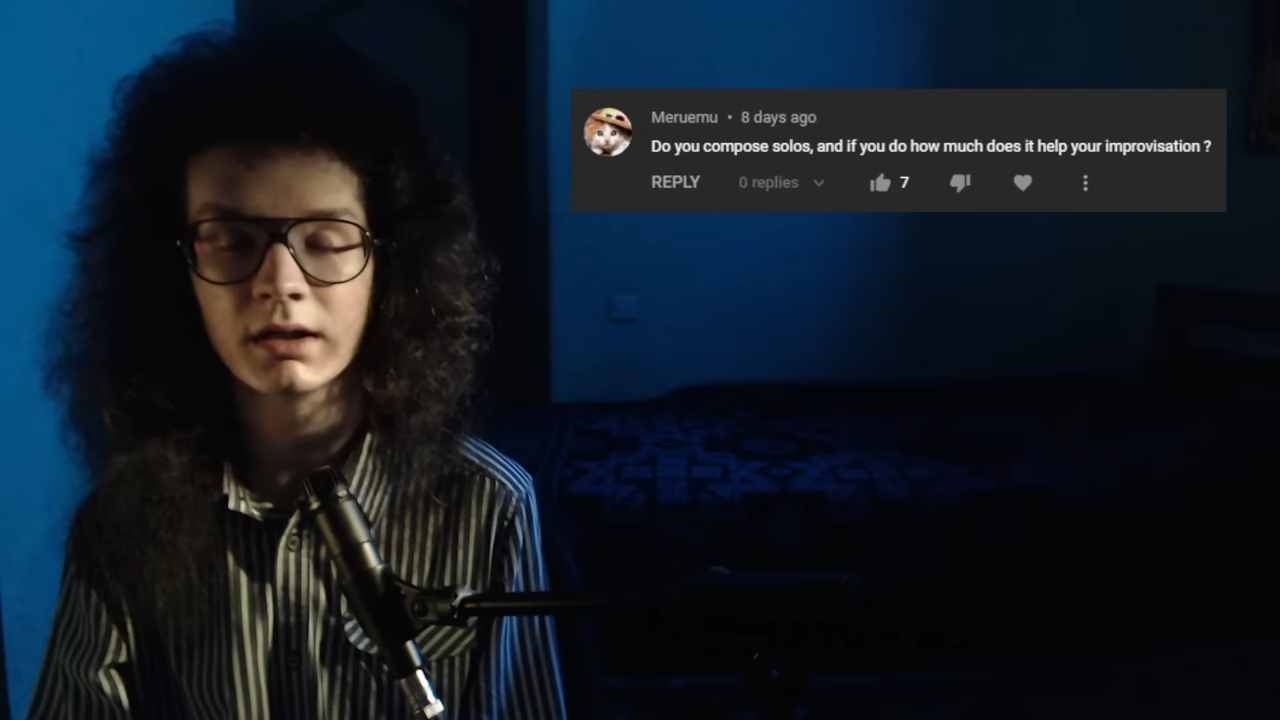 Meruemu • 8 days ago
Do you compose solos, and if you do how much does it help your improvisation ?
REPLY 0 replies 7